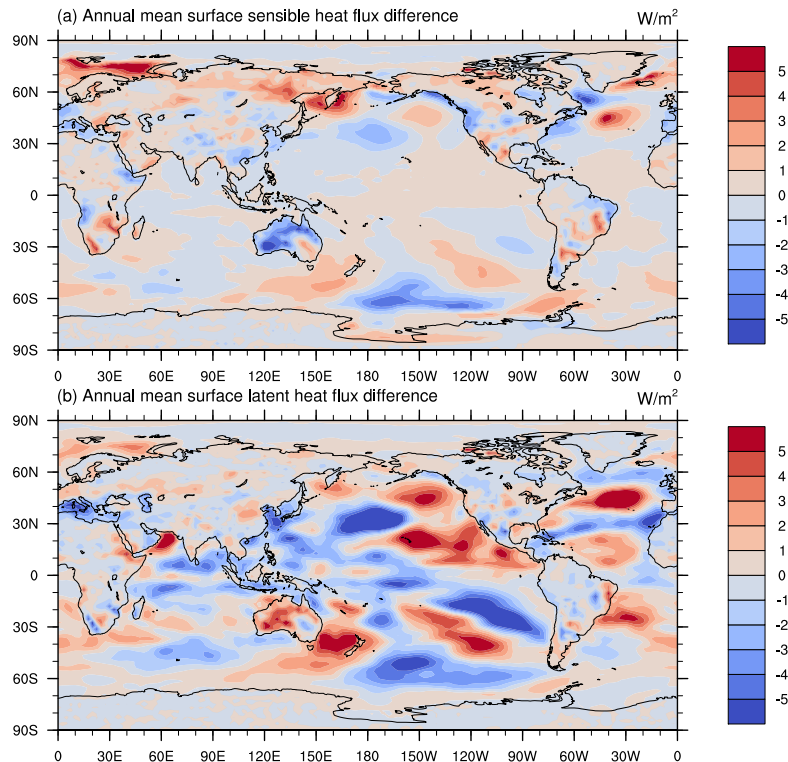 (a) Annual mean surface sensible heat flux difference W/m²
90N
60N
30N
0
30S
60S
90S
0 30E 60E 90E 120E 150E 180 150W 120W 90W 60W 30W 0
5
4
3
2
1
0
-1
-2
-3
-4
-5
(b) Annual mean surface latent heat flux difference W/m²
90N
60N
30N
0
30S
60S
90S
0 30E 60E 90E 120E 150E 180 150W 120W 90W 60W 30W 0
5
4
3
2
1
0
-1
-2
-3
-4
-5